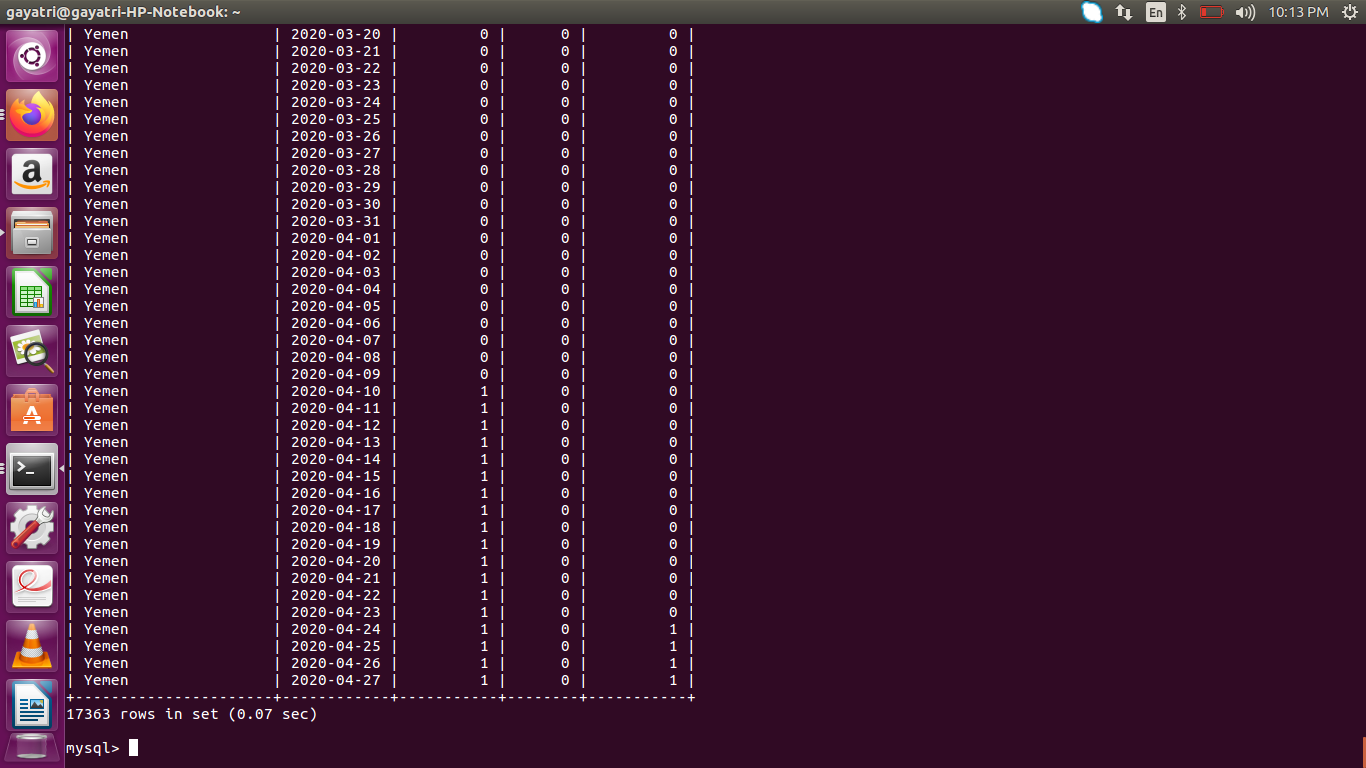 gayatri@gayatri-HP-Notebook: ~ En 10:13 PM
| Yemen | 2020-03-20 | 0 | 0 | 0 |
| Yemen | 2020-03-21 | 0 | 0 | 0 |
| Yemen | 2020-03-22 | 0 | 0 | 0 |
| Yemen | 2020-03-23 | 0 | 0 | 0 |
| Yemen | 2020-03-24 | 0 | 0 | 0 |
| Yemen | 2020-03-25 | 0 | 0 | 0 |
| Yemen | 2020-03-26 | 0 | 0 | 0 |
| Yemen | 2020-03-27 | 0 | 0 | 0 |
| Yemen | 2020-03-28 | 0 | 0 | 0 |
| Yemen | 2020-03-29 | 0 | 0 | 0 |
| Yemen | 2020-03-30 | 0 | 0 | 0 |
| Yemen | 2020-03-31 | 0 | 0 | 0 |
| Yemen | 2020-04-01 | 0 | 0 | 0 |
| Yemen | 2020-04-02 | 0 | 0 | 0 |
| Yemen | 2020-04-03 | 0 | 0 | 0 |
| Yemen | 2020-04-04 | 0 | 0 | 0 |
| Yemen | 2020-04-05 | 0 | 0 | 0 |
| Yemen | 2020-04-06 | 0 | 0 | 0 |
| Yemen | 2020-04-07 | 0 | 0 | 0 |
| Yemen | 2020-04-08 | 0 | 0 | 0 |
| Yemen | 2020-04-09 | 0 | 0 | 0 |
| Yemen | 2020-04-10 | 1 | 0 | 0 |
| Yemen | 2020-04-11 | 1 | 0 | 0 |
| Yemen | 2020-04-12 | 1 | 0 | 0 |
| Yemen | 2020-04-13 | 1 | 0 | 0 |
| Yemen | 2020-04-14 | 1 | 0 | 0 |
| Yemen | 2020-04-15 | 1 | 0 | 0 |
| Yemen | 2020-04-16 | 1 | 0 | 0 |
| Yemen | 2020-04-17 | 1 | 0 | 0 |
| Yemen | 2020-04-18 | 1 | 0 | 0 |
| Yemen | 2020-04-19 | 1 | 0 | 0 |
| Yemen | 2020-04-20 | 1 | 0 | 0 |
| Yemen | 2020-04-21 | 1 | 0 | 0 |
| Yemen | 2020-04-22 | 1 | 0 | 0 |
| Yemen | 2020-04-23 | 1 | 0 | 0 |
| Yemen | 2020-04-24 | 1 | 0 | 1 |
| Yemen | 2020-04-25 | 1 | 0 | 1 |
| Yemen | 2020-04-26 | 1 | 0 | 1 |
| Yemen | 2020-04-27 | 1 | 0 | 1 |
+----------------------+------------+-----------+--------+-----------+
17363 rows in set (0.07 sec)
mysql>